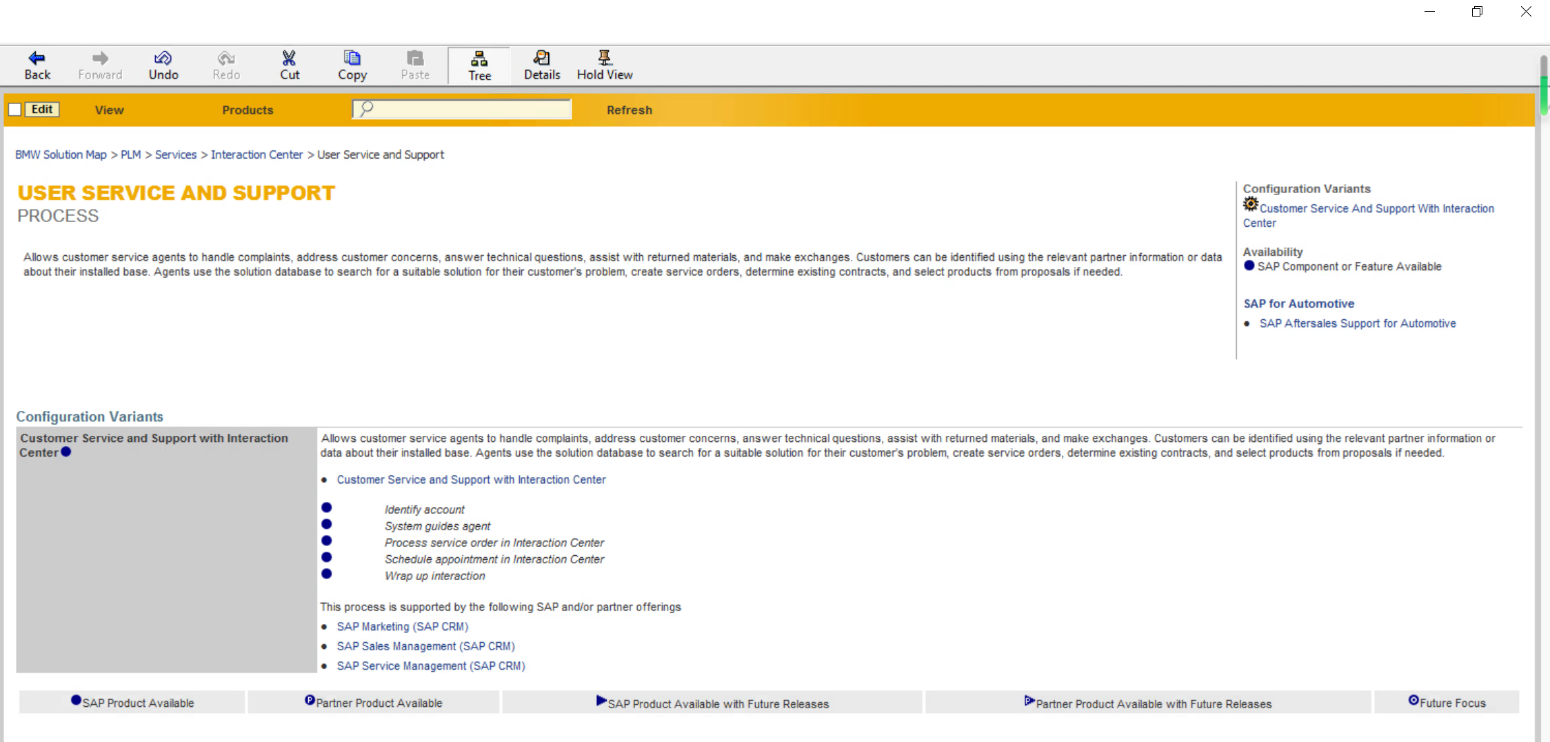 Back Forward Undo Redo Cut Copy Paste Tree Details Hold View
Edit View Products Refresh
BMW Solution Map > PLM > Services > Interaction Center > User Service and Support
USER SERVICE AND SUPPORT
PROCESS
Allows customer service agents to handle complaints, address customer concerns, answer technical questions, assist with returned materials, and make exchanges. Customers can be identified using the relevant partner information or data
about their installed base. Agents use the solution database to search for a suitable solution for their customer's problem, create service orders, determine existing contracts, and select products from proposals if needed.
Configuration Variants
Customer Service And Support With Interaction
Center
Availability
SAP Component or Feature Available
SAP for Automotive
• SAP Aftersales Support for Automotive
Configuration Variants
Customer Service and Support with Interaction
Center
Allows customer service agents to handle complaints, address customer concerns, answer technical questions, assist with returned materials, and make exchanges. Customers can be identified using the relevant partner information or
data about their installed base. Agents use the solution database to search for a suitable solution for their customer's problem, create service orders, determine existing contracts, and select products from proposals if needed.
• Customer Service and Support with Interaction Center
Identify account
System guides agent
Process service order in Interaction Center
Schedule appointment in Interaction Center
Wrap up interaction
This process is supported by the following SAP and/or partner offerings
• SAP Marketing (SAP CRM)
• SAP Sales Management (SAP CRM)
• SAP Service Management (SAP CRM)
SAP Product Available Partner Product Available SAP Product Available with Future Releases Partner Product Available with Future Releases Future Focus